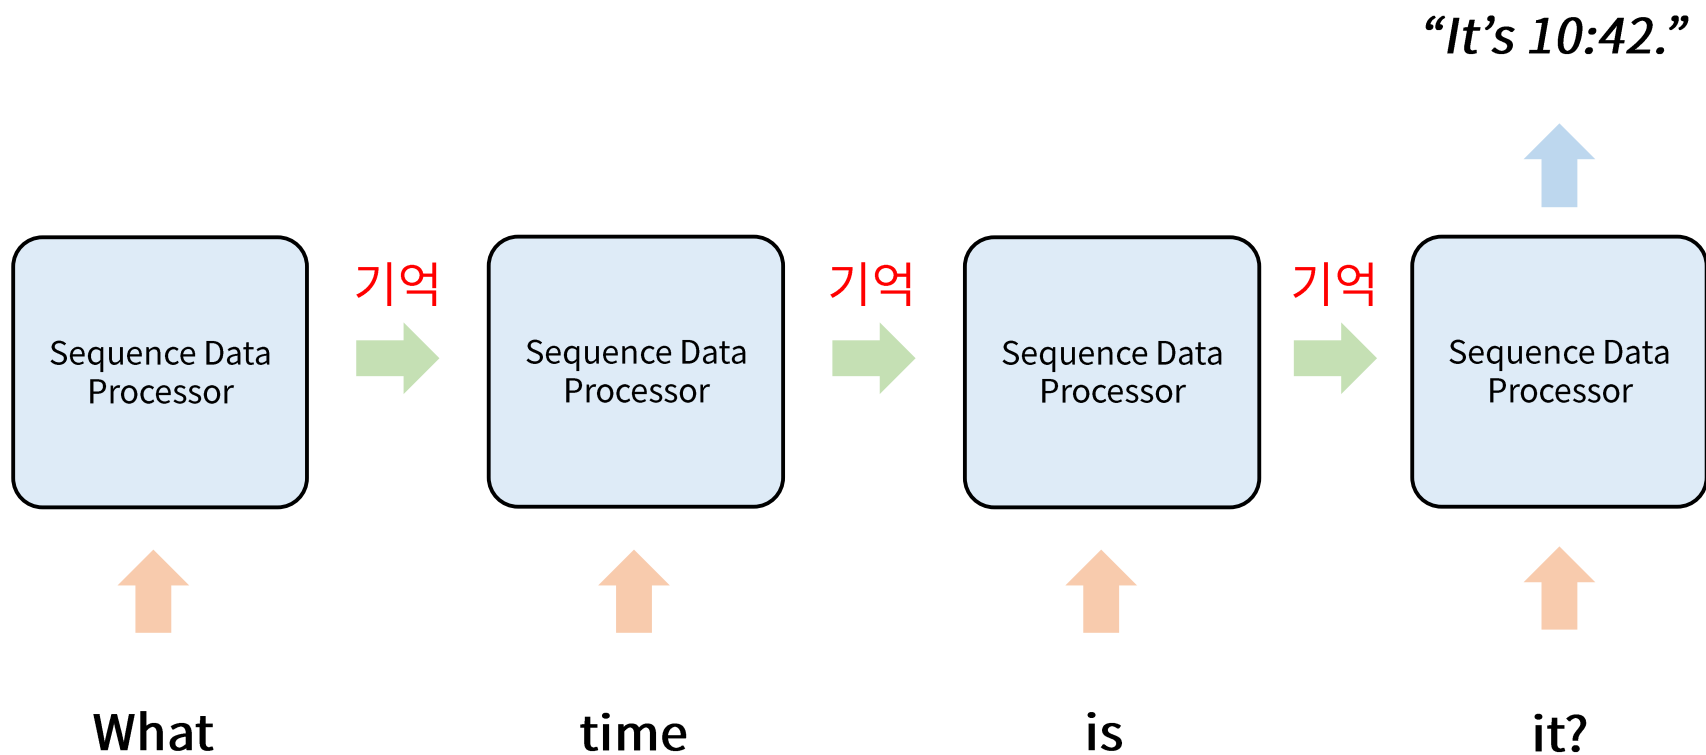 “It’s 10:42.”
기억
기억
기억
Sequence Data
Processor
Sequence Data
Processor
Sequence Data
Processor
Sequence Data
Processor
What
time
is
it?